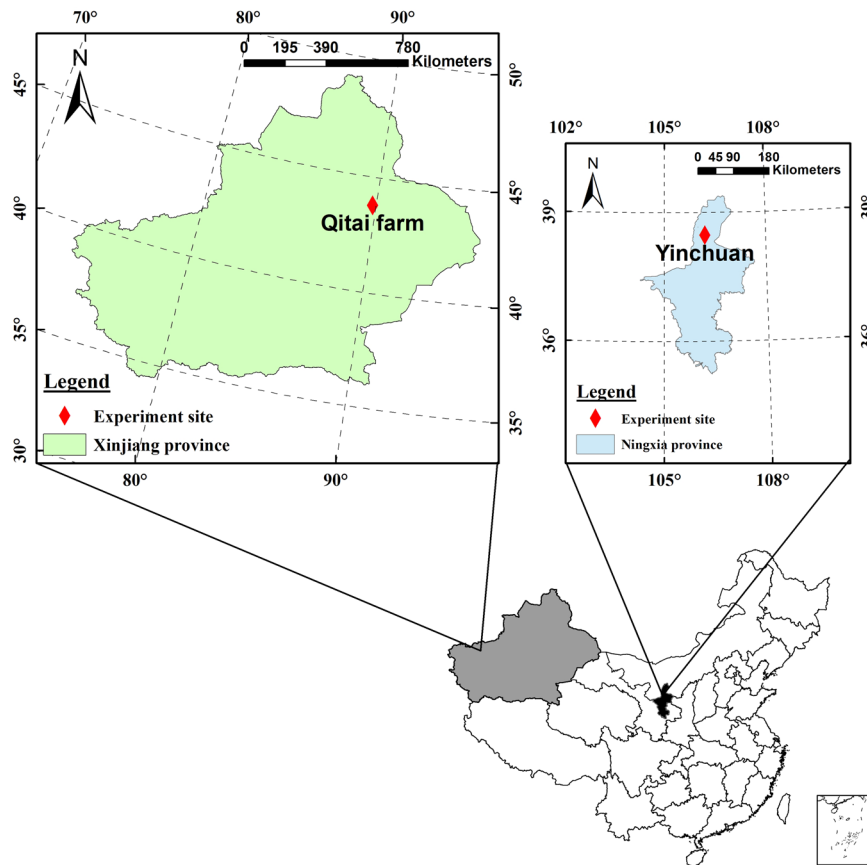 70° 80° 90°
N
0 195 390 780
Kilometers
45°
40°
35°
30°
50°
45°
40°
35°
Qitai farm
Legend
Experiment site
Xinjiang province
80° 90°
102° 105° 108°
N
0 45 90 180
Kilometers
39°
36°
39°
36°
Yinchuan
Legend
Experiment site
Ningxia province
105° 108°